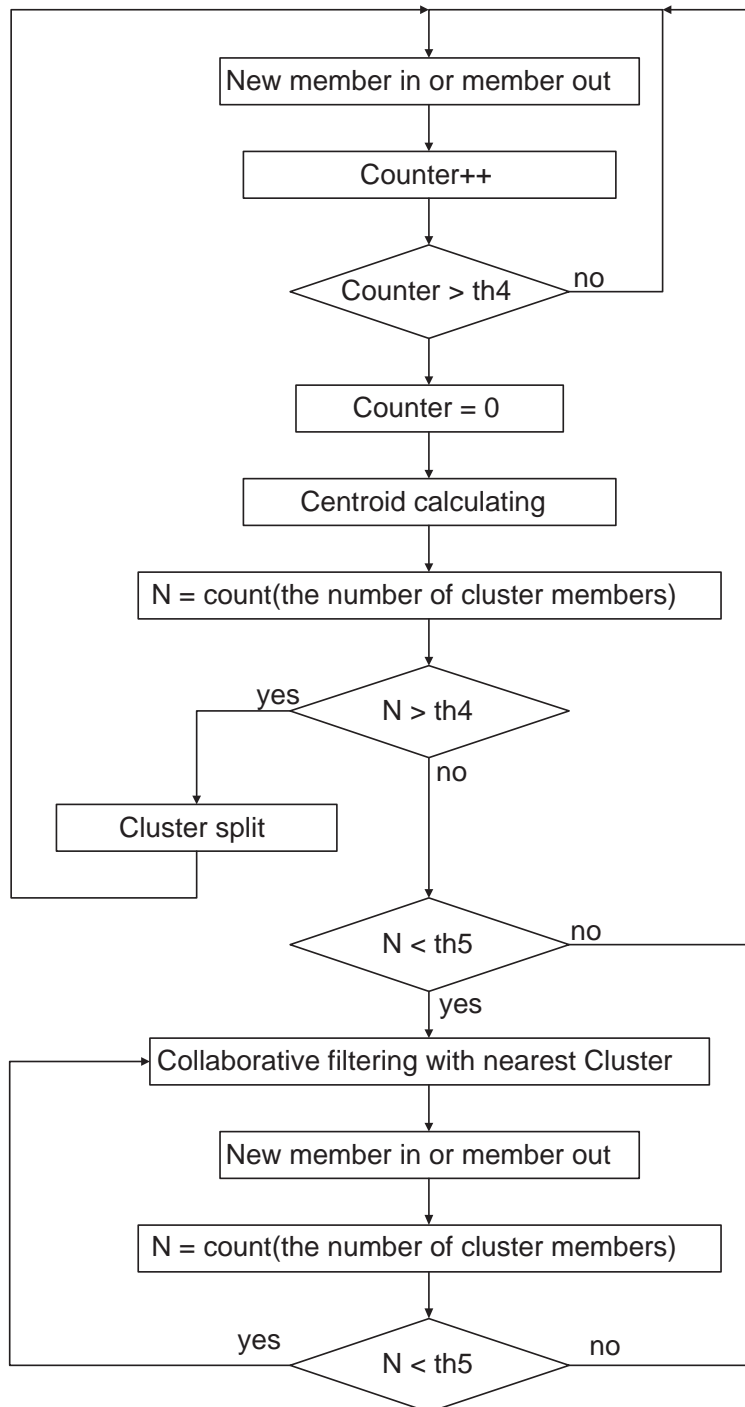 New member in or member out
Counter++
Counter > th4
no
Counter = 0
Centroid calculating
N = count(the number of cluster members)
yes
N > th4
no
Cluster split
N < th5
no
yes
Collaborative filtering with nearest Cluster
New member in or member out
N = count(the number of cluster members)
yes
N < th5
no